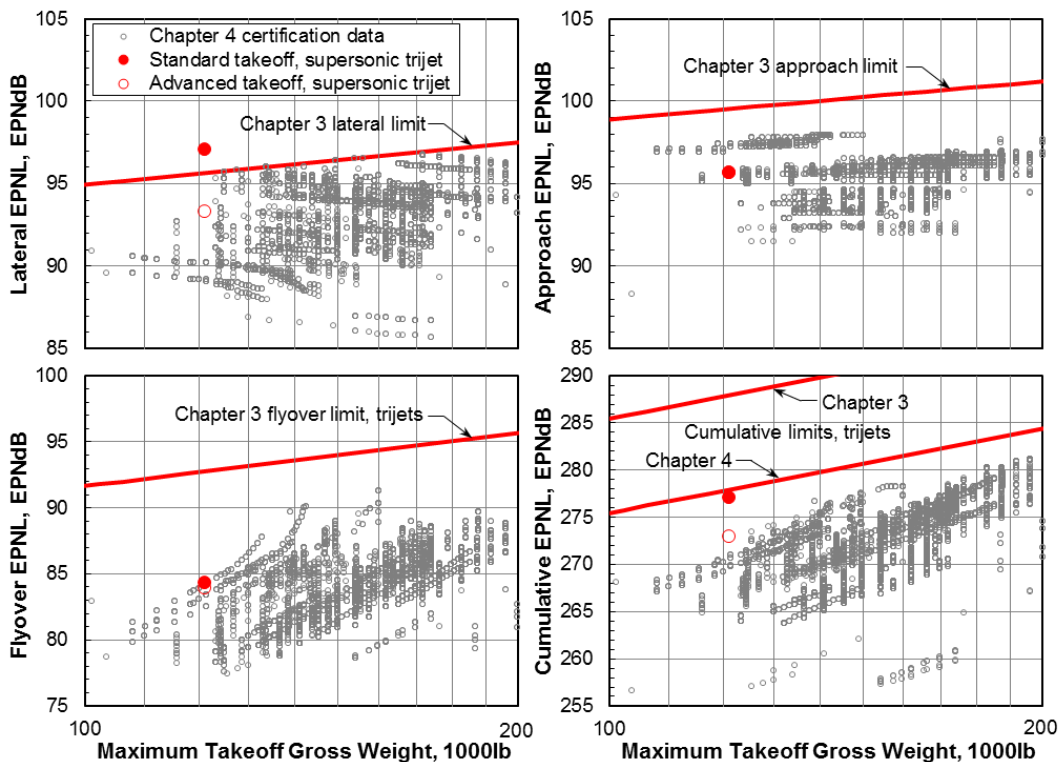 105
100
95
90
85
Lateral EPNL, EPNdB
Chapter 4 certification data
Standard takeoff, supersonic trijet
Advanced takeoff, supersonic trijet
Chapter 3 lateral limit
105
100
95
90
85
Approach EPNL, EPNdB
Chapter 3 approach limit
100
95
90
85
80
75
Flyover EPNL, EPNdB
Chapter 3 flyover limit, trijets
100
200
Maximum Takeoff Gross Weight, 1000lb
290
285
280
275
270
265
260
255
Cumulative EPNL, EPNdB
Chapter 3
Cumulative limits, trijets
Chapter 4
100
200
Maximum Takeoff Gross Weight, 1000lb